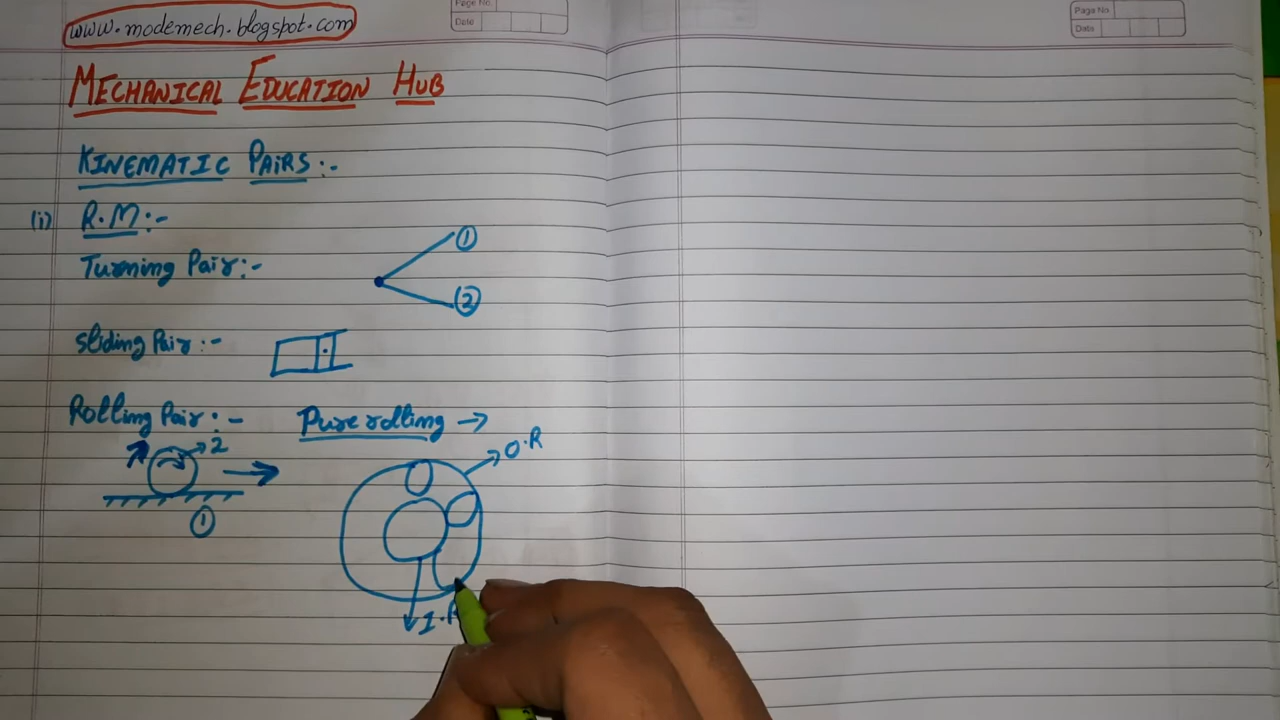 www.modemech.blogspot.com
Page No.
Date
Page No
Date
MECHANICAL EDUCATION HUB
KINEMATIC PAIRS:-
(i) R.M:-
Turning Pair:-
1
2
Sliding Pair:-
Rolling Pair:- Pure rolling →
2
1
O.R
I.R